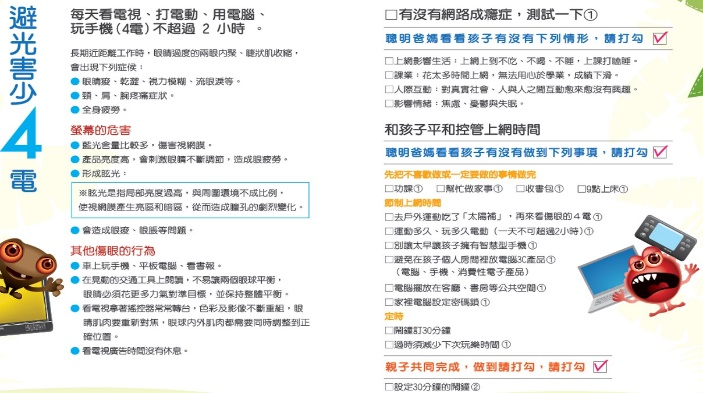 避光害少4電
每天看電視、打電動、用電腦、
玩手機(4電)不超過 2 小時 。
長期近距離工作時，眼睛過度的兩眼內聚、睫狀肌收縮，
會出現下列症候：
●眼睛痠、乾澀、視力模糊、流眼淚等。
●頸、肩、腕疼痛症狀。
●全身疲勞。
螢幕的危害
●藍光含量比較多，傷害視網膜。
●產品亮度高，會刺激眼睛不斷調節，造成眼疲勞。
●形成眩光：
※眩光是指局部亮度過高，與周圍環境不成比例，
使視網膜產生亮區和暗區，從而造成瞳孔的劇烈變化。
●會造成眼痠、眼脹等問題。
其他傷眼的行為
●車上玩手機、平板電腦、看書報。
●在晃動的交通工具上閱讀，不易讓兩個眼球平衡，
眼睛必須花更多力氣對準目標，並保持整體平衡。
●看電視拿著搖控器常常轉台，色彩及影像不斷重組，眼
睛肌肉要重新對焦，眼球內外肌肉都需要同時調整到正
確位置。
●看電視廣告時間沒有休息。
□有沒有網路成癮症，測試一下①
聰明爸媽看看孩子有沒有下列情形，請打勾 ☑
□上網影響生活：上網上到不吃、不喝、不睡，上課打瞌睡。
□課業：花太多時間上網，無法用心於學業，成績下滑。
□人際互動：對真實社會、人與人之間互動愈來愈沒有興趣。
□影響情緒：焦慮、憂鬱與失眠。
和孩子平和控管上網時間
聰明爸媽看看孩子有沒有做到下列事項，請打勾 ☑
先把不喜歡做或一定要做的事情做完
□功課① □幫忙做家事① □收書包① □9點上床①
節制上網時間
□去戶外運動吃了「太陽補」，再來看傷眼的４電①
□運動多久、玩多久電動（一天不可超過2小時）①
□別讓太早讓孩子擁有智慧型手機①
□避免在孩子個人房間裡放電腦3C產品①
（電腦、手機、消費性電子產品）
□電腦擺放在客廳、書房等公共空間①
□家裡電腦設定密碼鎖①
定時
□鬧鐘訂30分鐘
□過時須減少下次玩樂時間①
親子共同完成，做到請打勾，請打勾 ☑
□設定30分鐘的鬧鐘②